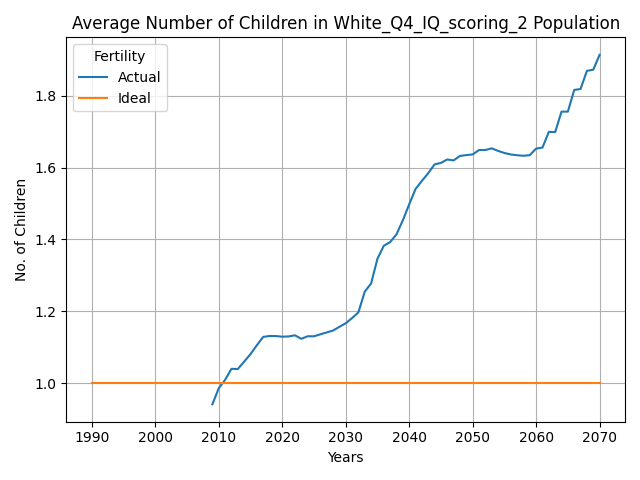 Average Number of Children in White_Q4_IQ_scoring_2 Population
Fertility
Actual
Ideal
No. of Children
1.8
1.6
1.4
1.2
1.0
1990 2000 2010 2020 2030 2040 2050 2060 2070
Years